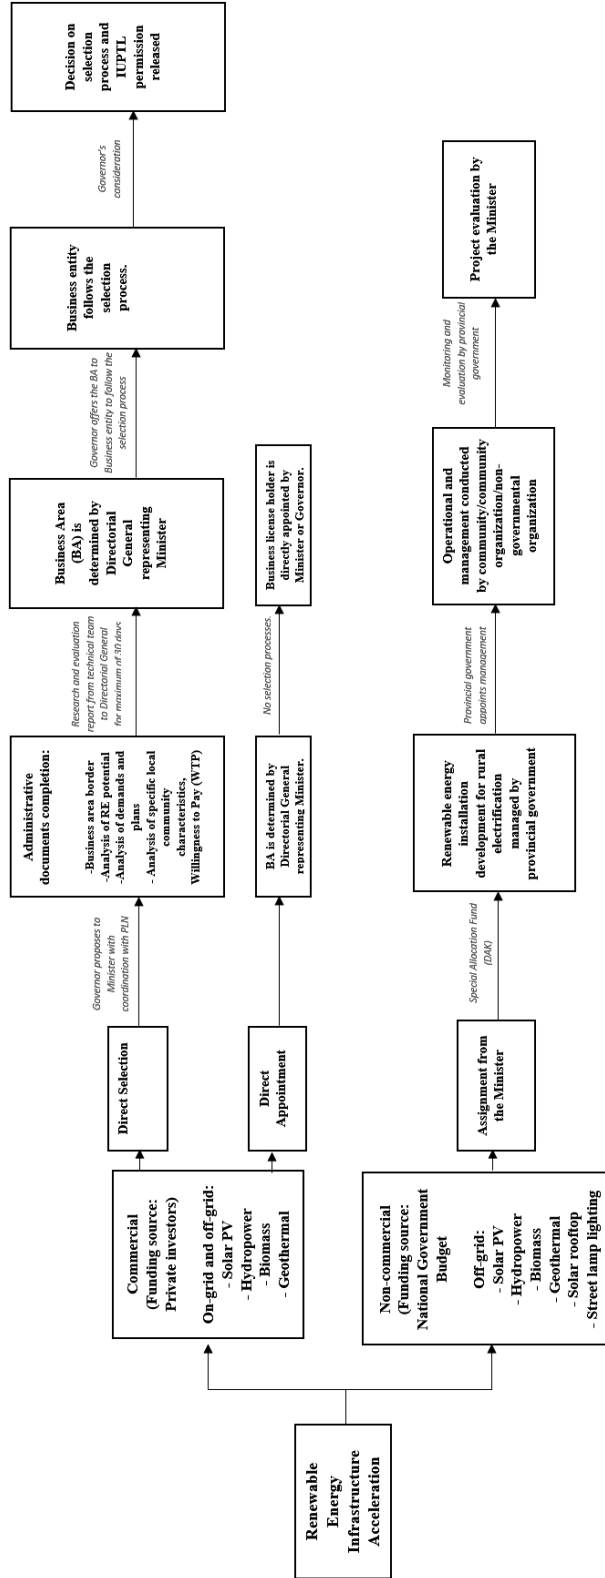 Renewable
Energy
Infrastructure
Acceleration
Commercial
(Funding source:
Private investors)
On-grid and off-grid:
- Solar PV
- Hydropower
- Biomass
- Geothermal
Direct Selection
Governor proposes to
Minister with
coordination with PLN
Administrative
documents completion:
-Business area border
-Analysis of RE potential
-Analysis of demands and
plans
- Analysis of specific local
community
characteristics,
Willingness to Pay (WTP)
Research and evaluation
report from technical team
to Directorial General
for maximum of 30 days
Business Area
(BA) is
determined by
Directorial
General
representing
Minister
Governor offers the BA to
Business entity to follow the
selection process
Business entity
follows the
selection
process.
Governor's
consideration
Decision on
selection
process and
IUPTL
permission
released
Direct
Appointment
BA is determined by
Directorial General
representing Minister.
No selection processes.
Business license holder is
directly appointed by
Minister or Governor.
Non-commercial
(Funding source:
National Government
Budget
Off-grid:
- Solar PV
- Hydropower
- Biomass
- Geothermal
- Solar rooftop
- Street lamp lighting
Assignment from
the Minister
Special Allocation Fund
(DAK)
Renewable energy
installation
development for rural
electrification
managed by
provincial government
Provincial government
appoints management
Operational and
management conducted
by community/community
organization/non-
governmental
organization
Monitoring and
evaluation by provincial
government
Project evaluation by
the Minister